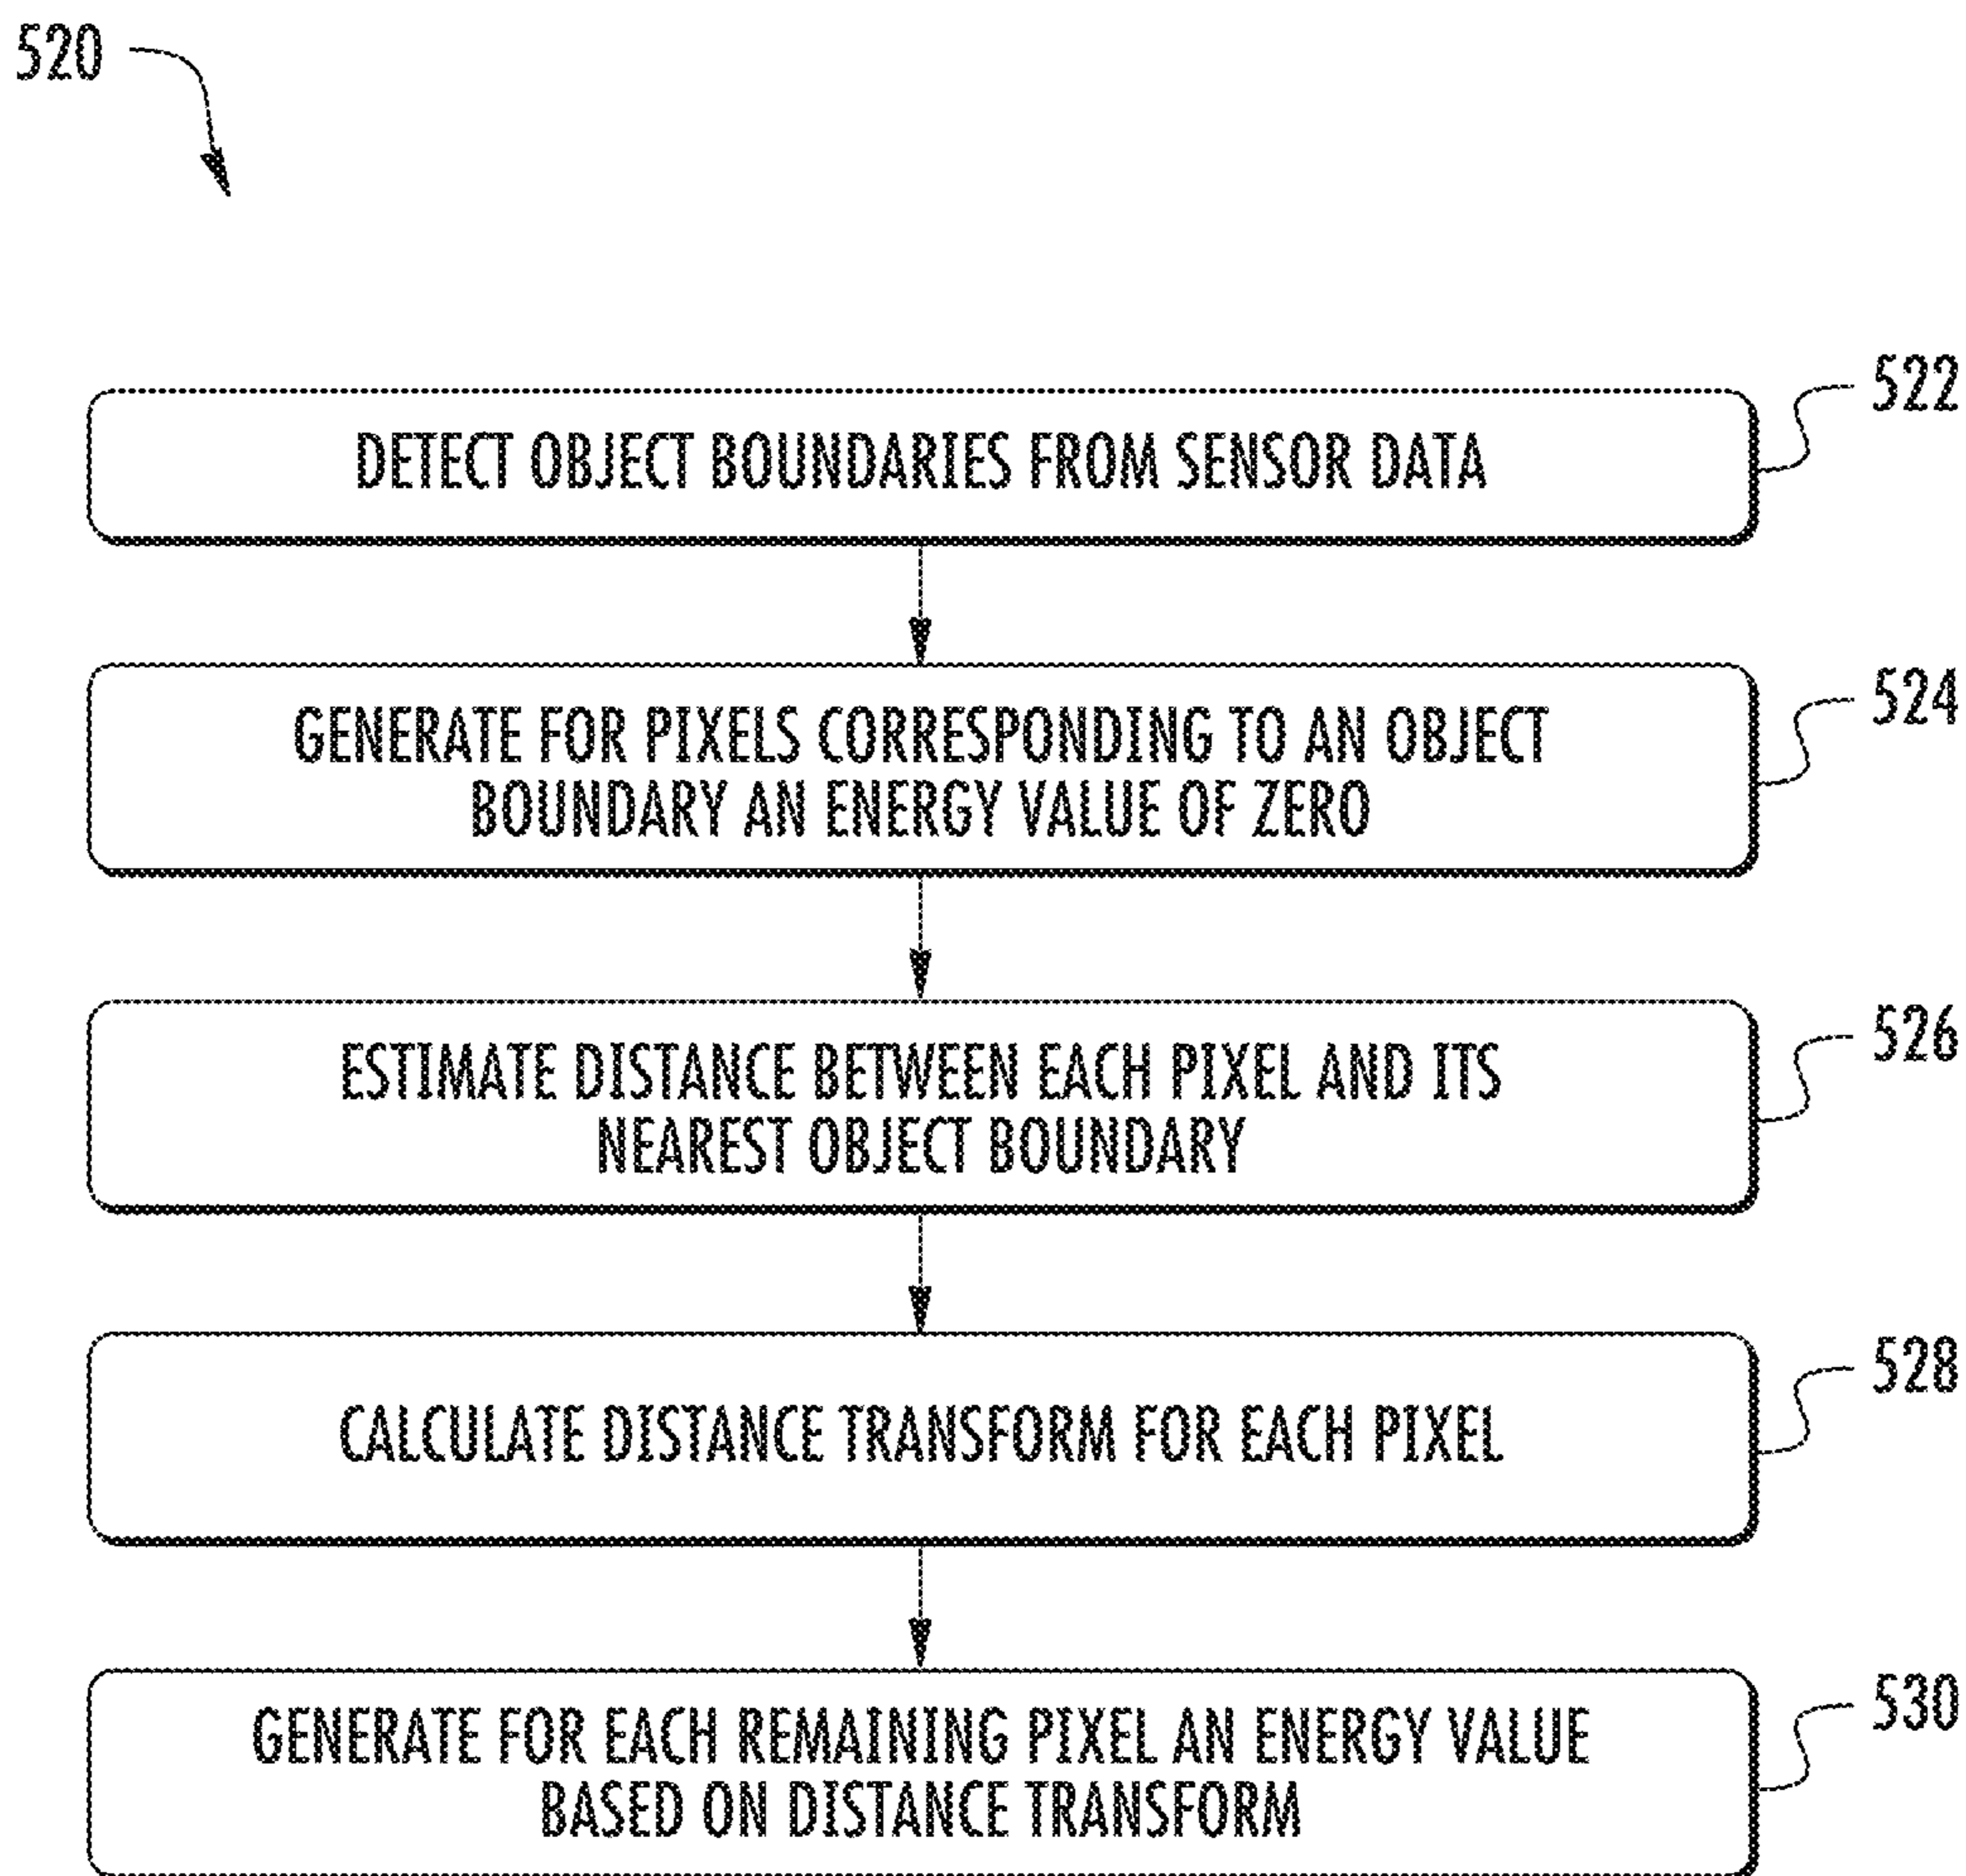 520
DETECT OBJECT BOUNDARIES FROM SENSOR DATA
522
GENERATE FOR PIXELS CORRESPONDING TO AN OBJECT
BOUNDARY AN ENERGY VALUE OF ZERO
524
ESTIMATE DISTANCE BETWEEN EACH PIXEL AND ITS
NEAREST OBJECT BOUNDARY
526
CALCULATE DISTANCE TRANSFORM FOR EACH PIXEL
528
GENERATE FOR EACH REMAINING PIXEL AN ENERGY VALUE
BASED ON DISTANCE TRANSFORM
530